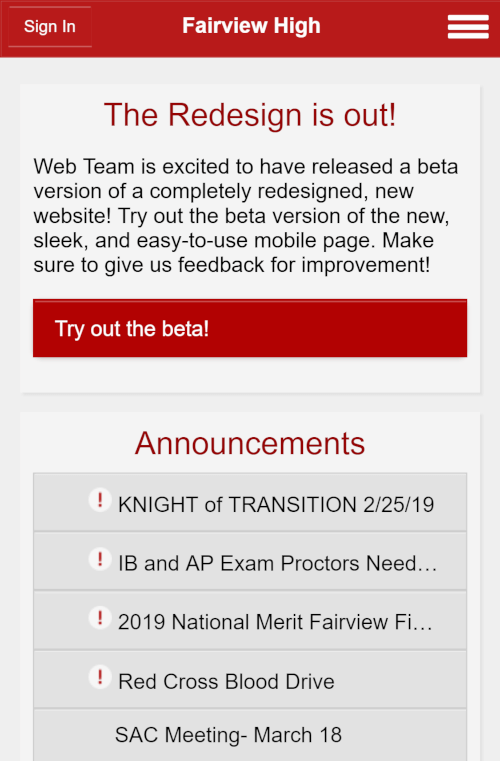 Sign In
Fairview High
The Redesign is out!
Web Team is excited to have released a beta
version of a completely redesigned, new
website! Try out the beta version of the new,
sleek, and easy-to-use mobile page. Make
sure to give us feedback for improvement!
Try out the beta!
Announcements
! KNIGHT of TRANSITION 2/25/19
! IB and AP Exam Proctors Need...
! 2019 National Merit Fairview Fi...
! Red Cross Blood Drive
SAC Meeting- March 18